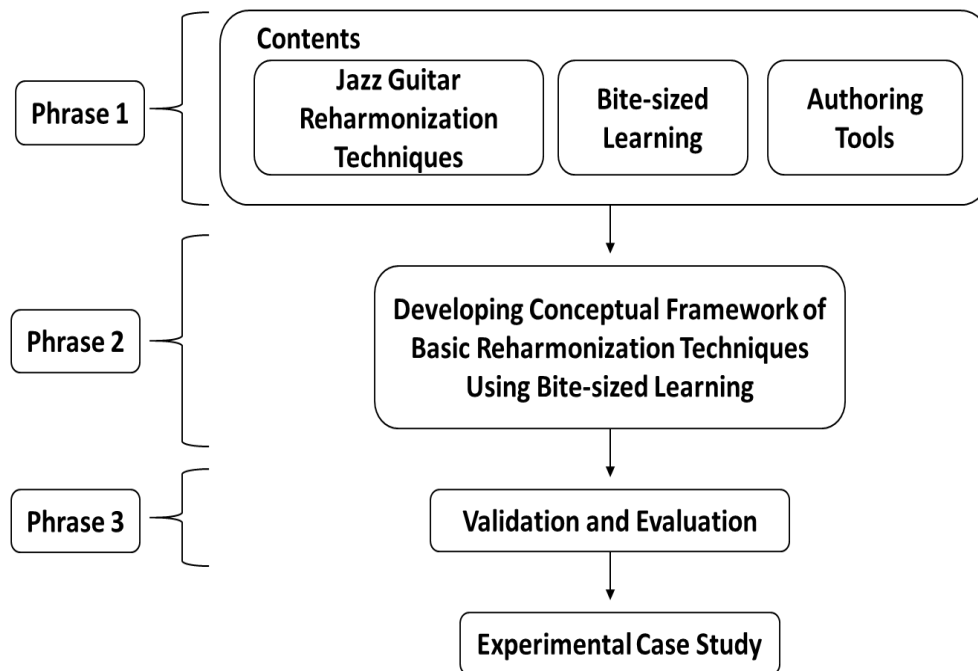 Phrase 1
Contents
Jazz Guitar
Reharmonization
Techniques
Bite-sized
Learning
Authoring
Tools
Phrase 2
Developing Conceptual Framework of
Basic Reharmonization Techniques
Using Bite-sized Learning
Phrase 3
Validation and Evaluation
Experimental Case Study